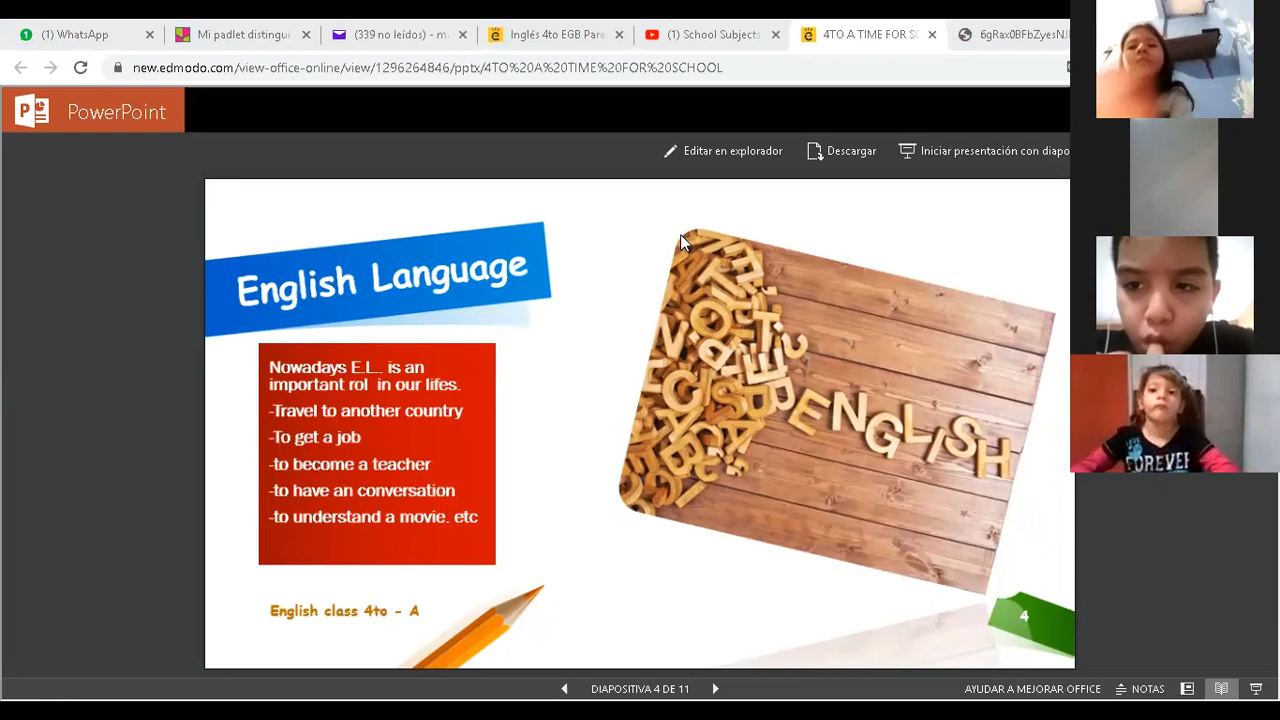 (1) WhatsApp
Mi padlet distingui
(339 no leídos) -
Inglés 4to EGB Para
(1) School Subjects
4TO A TIME FOR SC
6gRax0BFbZyesNJ
new.edmodo.com/view-office-online/view/1296264846/pptx/4TO%20A%20TIME%20FOR%20SCHOOL
PowerPoint
Editar en explorador
Descargar
Iniciar presentación con diapo
English Language
Nowadays E.L.. is an
important rol in our lifes.
-Travel to another country
-To get a job
-to become a teacher
-to have an conversation
-to understand a movie. etc
ENGLISH
FOREVER
English class 4to - A
4
DIAPOSITIVA 4 DE 11
AYUDAR A MEJORAR OFFICE
NOTAS